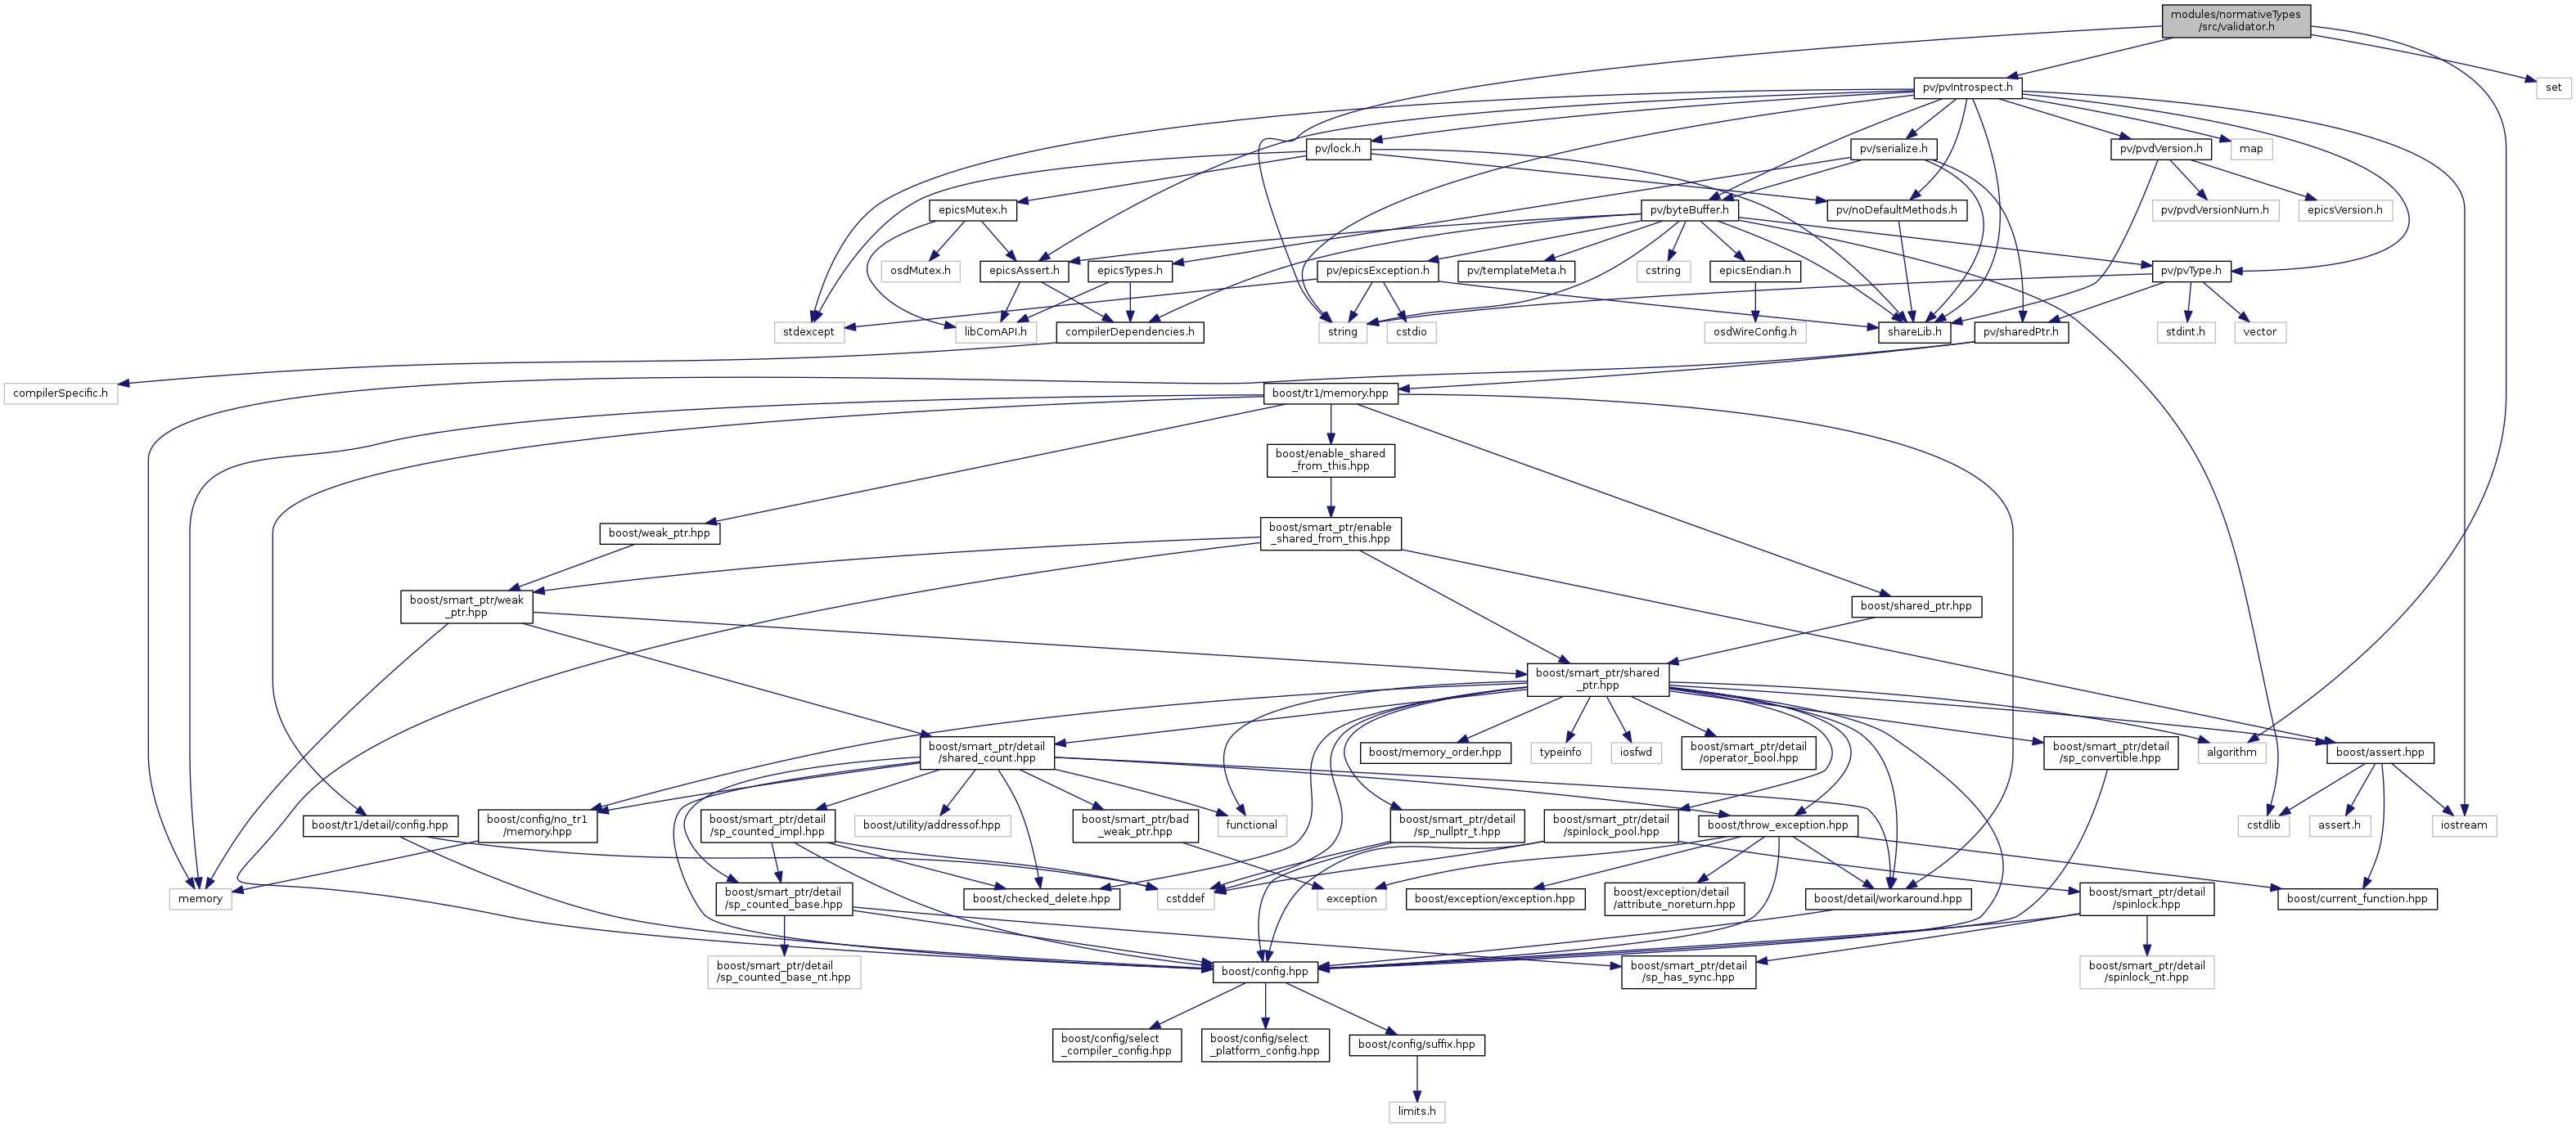 modules/normativeTypes
/src/validator.h
pv/pvIntrospect.h
set
pv/lock.h
pv/serialize.h
pv/pvdVersion.h
map
epicsMutex.h
pv/byteBuffer.h
pv/noDefaultMethods.h
pv/pvdVersionNum.h
epicsVersion.h
osdMutex.h
epicsAssert.h
epicsTypes.h
pv/epicsException.h
pv/templateMeta.h
cstring
epicsEndian.h
pv/pvType.h
stdexcept
libComAPI.h
compilerDependencies.h
string
cstdio
osdWireConfig.h
shareLib.h
pv/sharedPtr.h
stdint.h
vector
compilerSpecific.h
boost/tr1/memory.hpp
boost/enable_shared
_from_this.hpp
boost/weak_ptr.hpp
boost/smart_ptr/enable
_shared_from_this.hpp
boost/smart_ptr/weak
_ptr.hpp
boost/shared_ptr.hpp
boost/smart_ptr/shared
_ptr.hpp
boost/smart_ptr/detail
/shared_count.hpp
boost/memory_order.hpp
typeinfo
iosfwd
boost/smart_ptr/detail
/operator_bool.hpp
boost/smart_ptr/detail
/sp_convertible.hpp
algorithm
boost/assert.hpp
boost/tr1/detail/config.hpp
boost/config/no_tr1
/memory.hpp
boost/smart_ptr/detail
/sp_counted_impl.hpp
boost/utility/addressof.hpp
boost/smart_ptr/bad
_weak_ptr.hpp
functional
boost/smart_ptr/detail
/sp_nullptr_t.hpp
boost/smart_ptr/detail
/spinlock_pool.hpp
boost/throw_exception.hpp
cstdlib
assert.h
iostream
memory
boost/smart_ptr/detail
/sp_counted_base.hpp
boost/checked_delete.hpp
cstddef
exception
boost/exception/exception.hpp
boost/exception/detail
/attribute_noreturn.hpp
boost/detail/workaround.hpp
boost/smart_ptr/detail
/spinlock.hpp
boost/current_function.hpp
boost/smart_ptr/detail
/sp_counted_base_nt.hpp
boost/config.hpp
boost/smart_ptr/detail
/sp_has_sync.hpp
boost/smart_ptr/detail
/spinlock_nt.hpp
boost/config/select
_compiler_config.hpp
boost/config/select
_platform_config.hpp
boost/config/suffix.hpp
limits.h